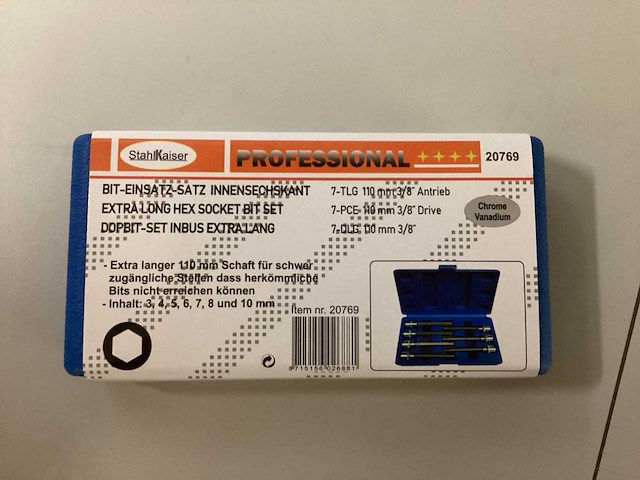 StahlKaiser
PROFESSIONAL
20769
BIT-EINSATZ-SATZ INNENSECHSKANT 7-TLG 110 mm 3/8" Antrieb
EXTRA LONG HEX SOCKET BIT SET 7-PCE 110 mm 3/8" Drive
DOPBIT-SET INBUS EXTRA LANG 7-DLG 110 mm 3/8"
Chrome
Vanadium
- Extra langer 110 mm Schaft für schwer
zugängliche Stellen dass herkömmliche
Bits nicht erreichen können
- Inhalt: 3, 4, 5, 6, 7, 8 und 10 mm
Item nr. 20769
8715156026881